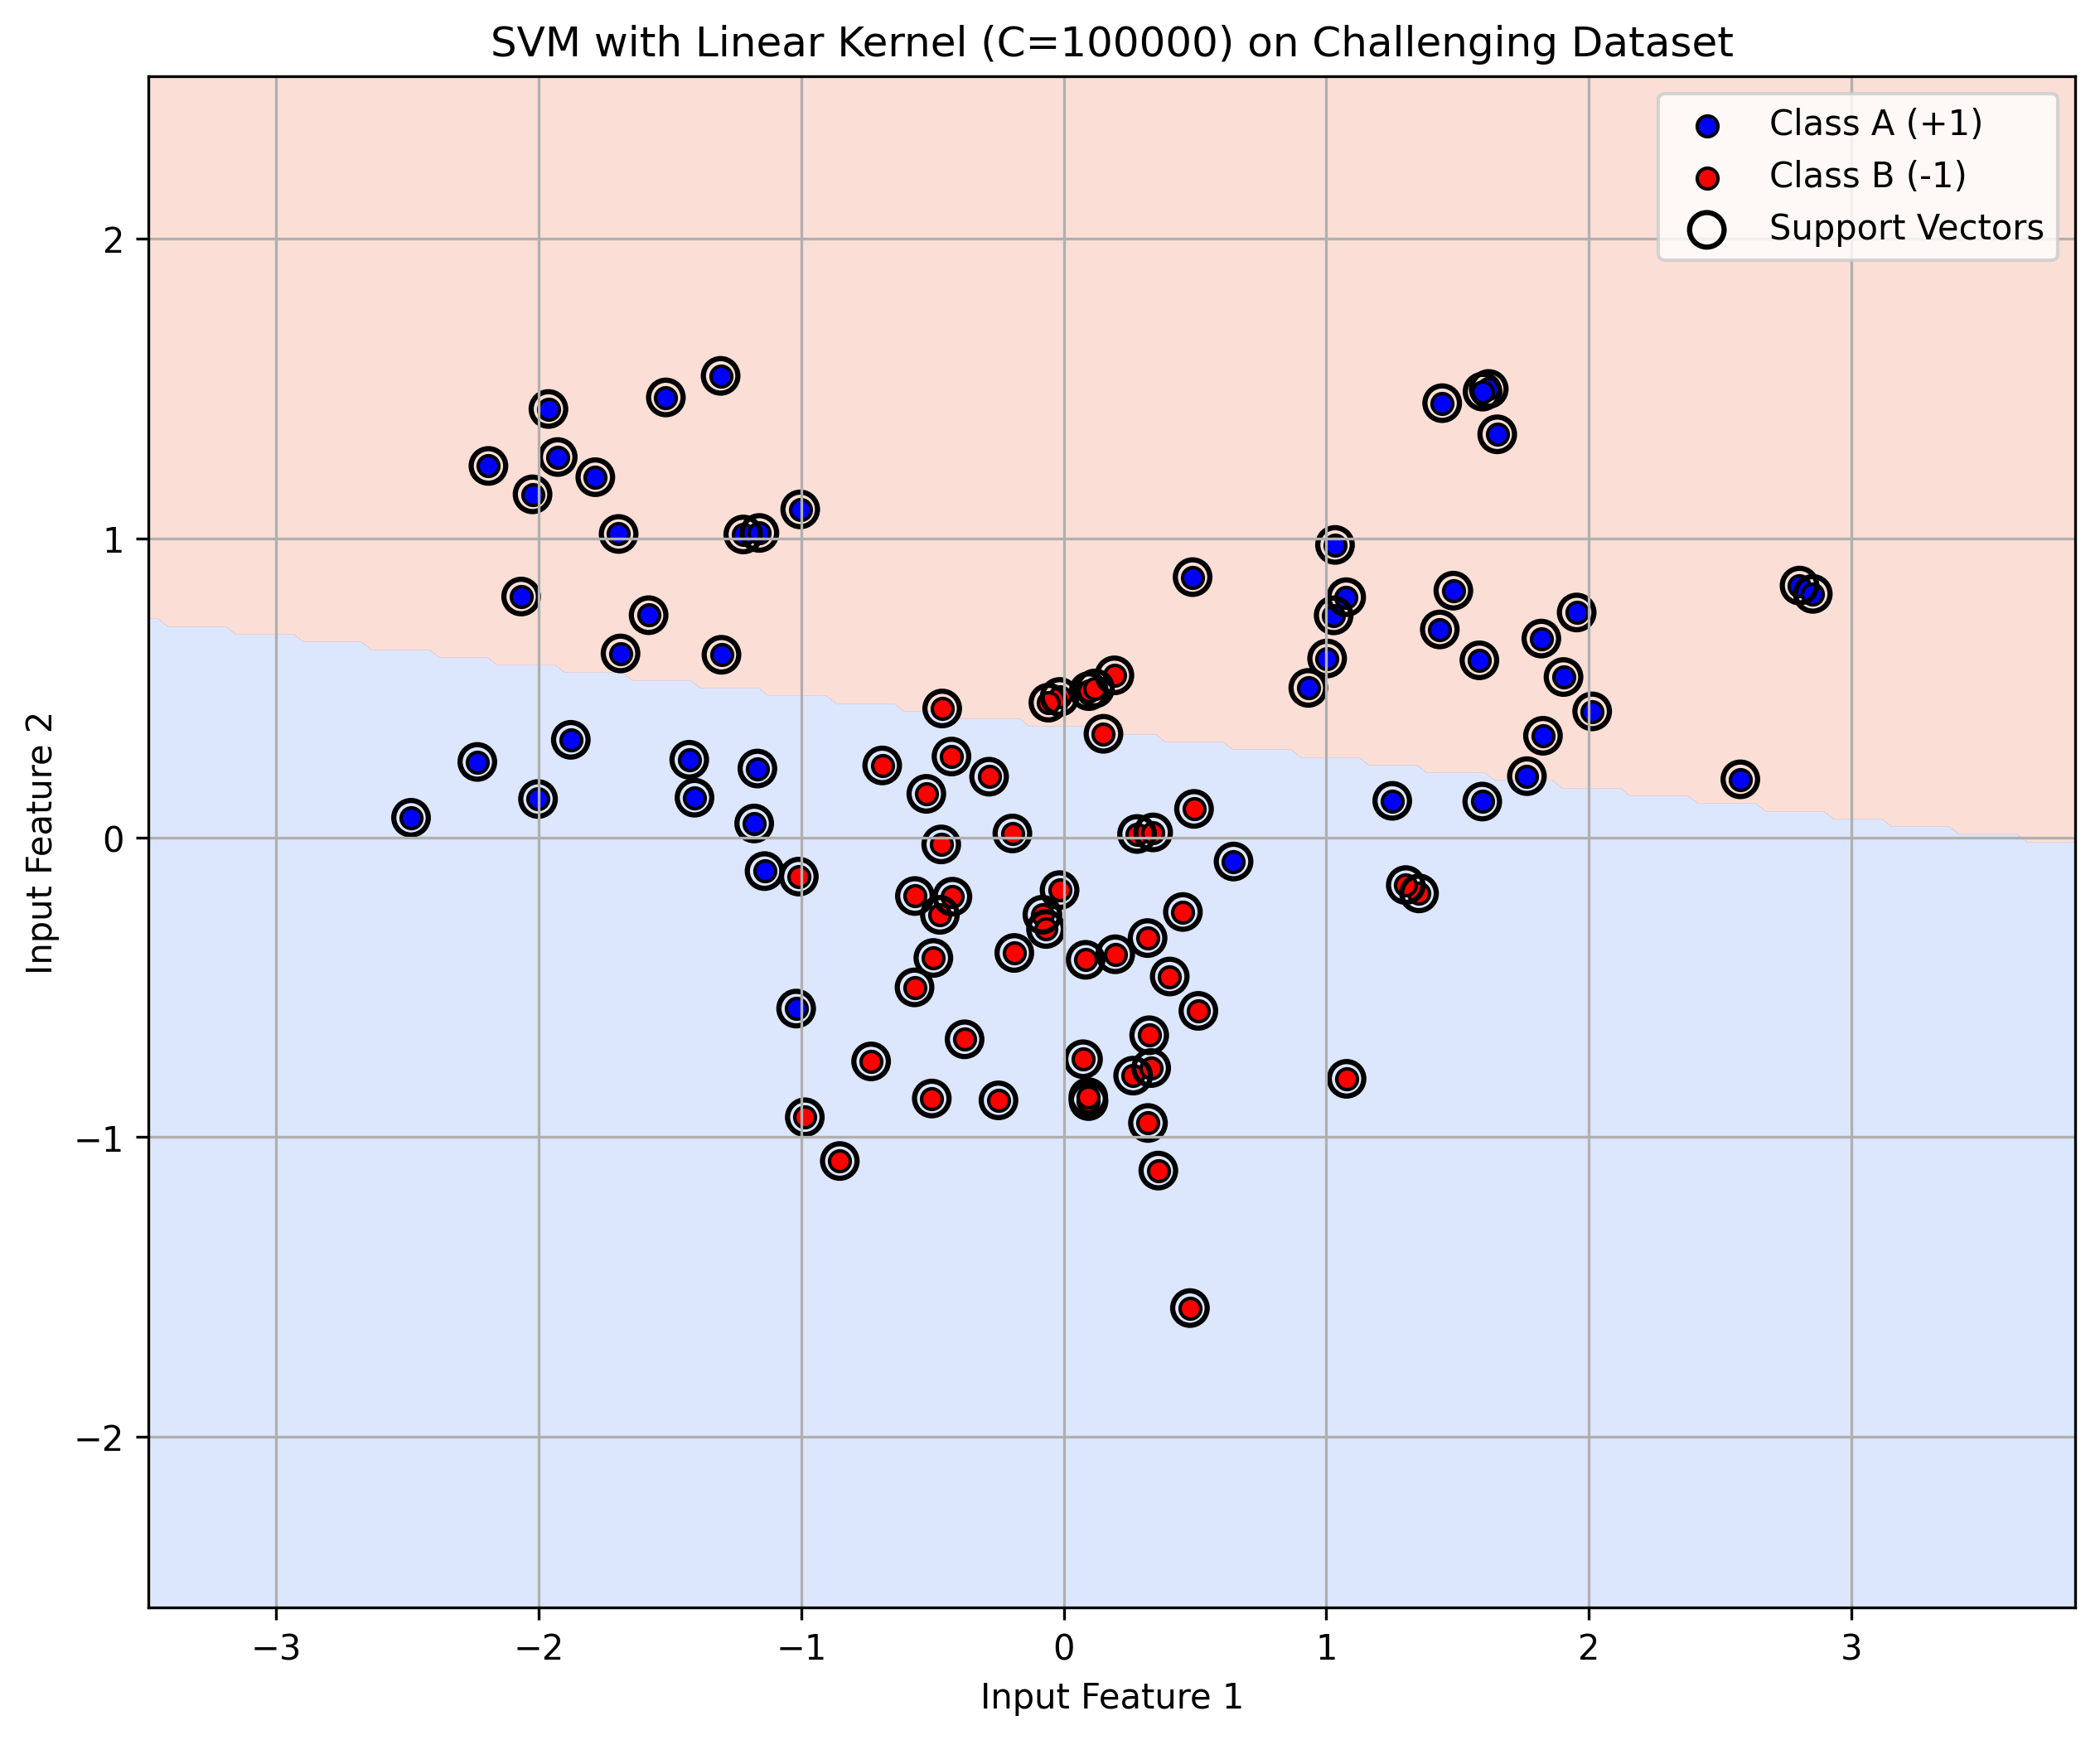 SVM with Linear Kernel (C=100000) on Challenging Dataset
Class A (+1)
Class B (-1)
Support Vectors
2
1
0
−1
−2
Input Feature 2
−3
−2
−1
0
1
2
3
Input Feature 1